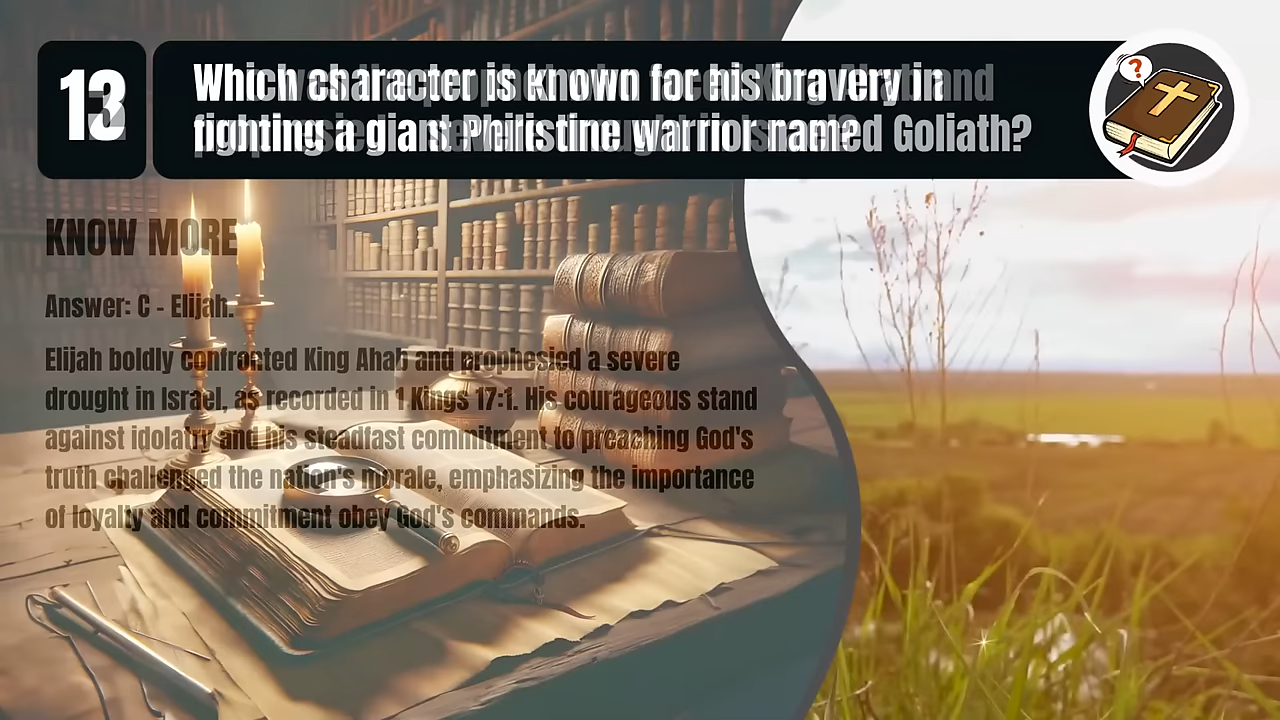 13
Which character is known for his bravery in
fighting a giant Philistine warrior named Goliath?
?
KNOW MORE
Answer: C - Elijah.
Elijah boldly confronted King Ahab and prophesied a severe
drought in Israel, as recorded in 1 Kings 17:1. His courageous stand
against idolatry and his steadfast commitment to preaching God's
truth challenged the nation's morale, emphasizing the importance
of loyalty and commitment obey God's commands.